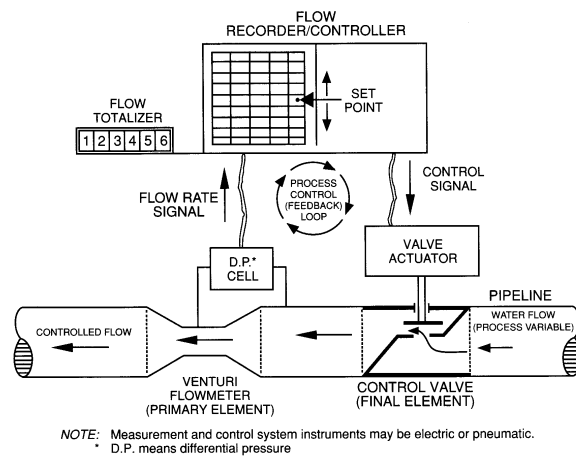 FLOW
RECORDER/CONTROLLER
SET
POINT
FLOW
TOTALIZER
1 2 3 4 5 6
FLOW RATE
SIGNAL
PROCESS
CONTROL
(FEEDBACK)
LOOP
CONTROL
SIGNAL
D.P.*
CELL
VALVE
ACTUATOR
PIPELINE
CONTROLLED FLOW
WATER FLOW
(PROCESS VARIABLE)
VENTURI
FLOWMETER
(PRIMARY ELEMENT)
CONTROL VALVE
(FINAL ELEMENT)
NOTE: Measurement and control system instruments may be electric or pneumatic.
* D.P. means differential pressure